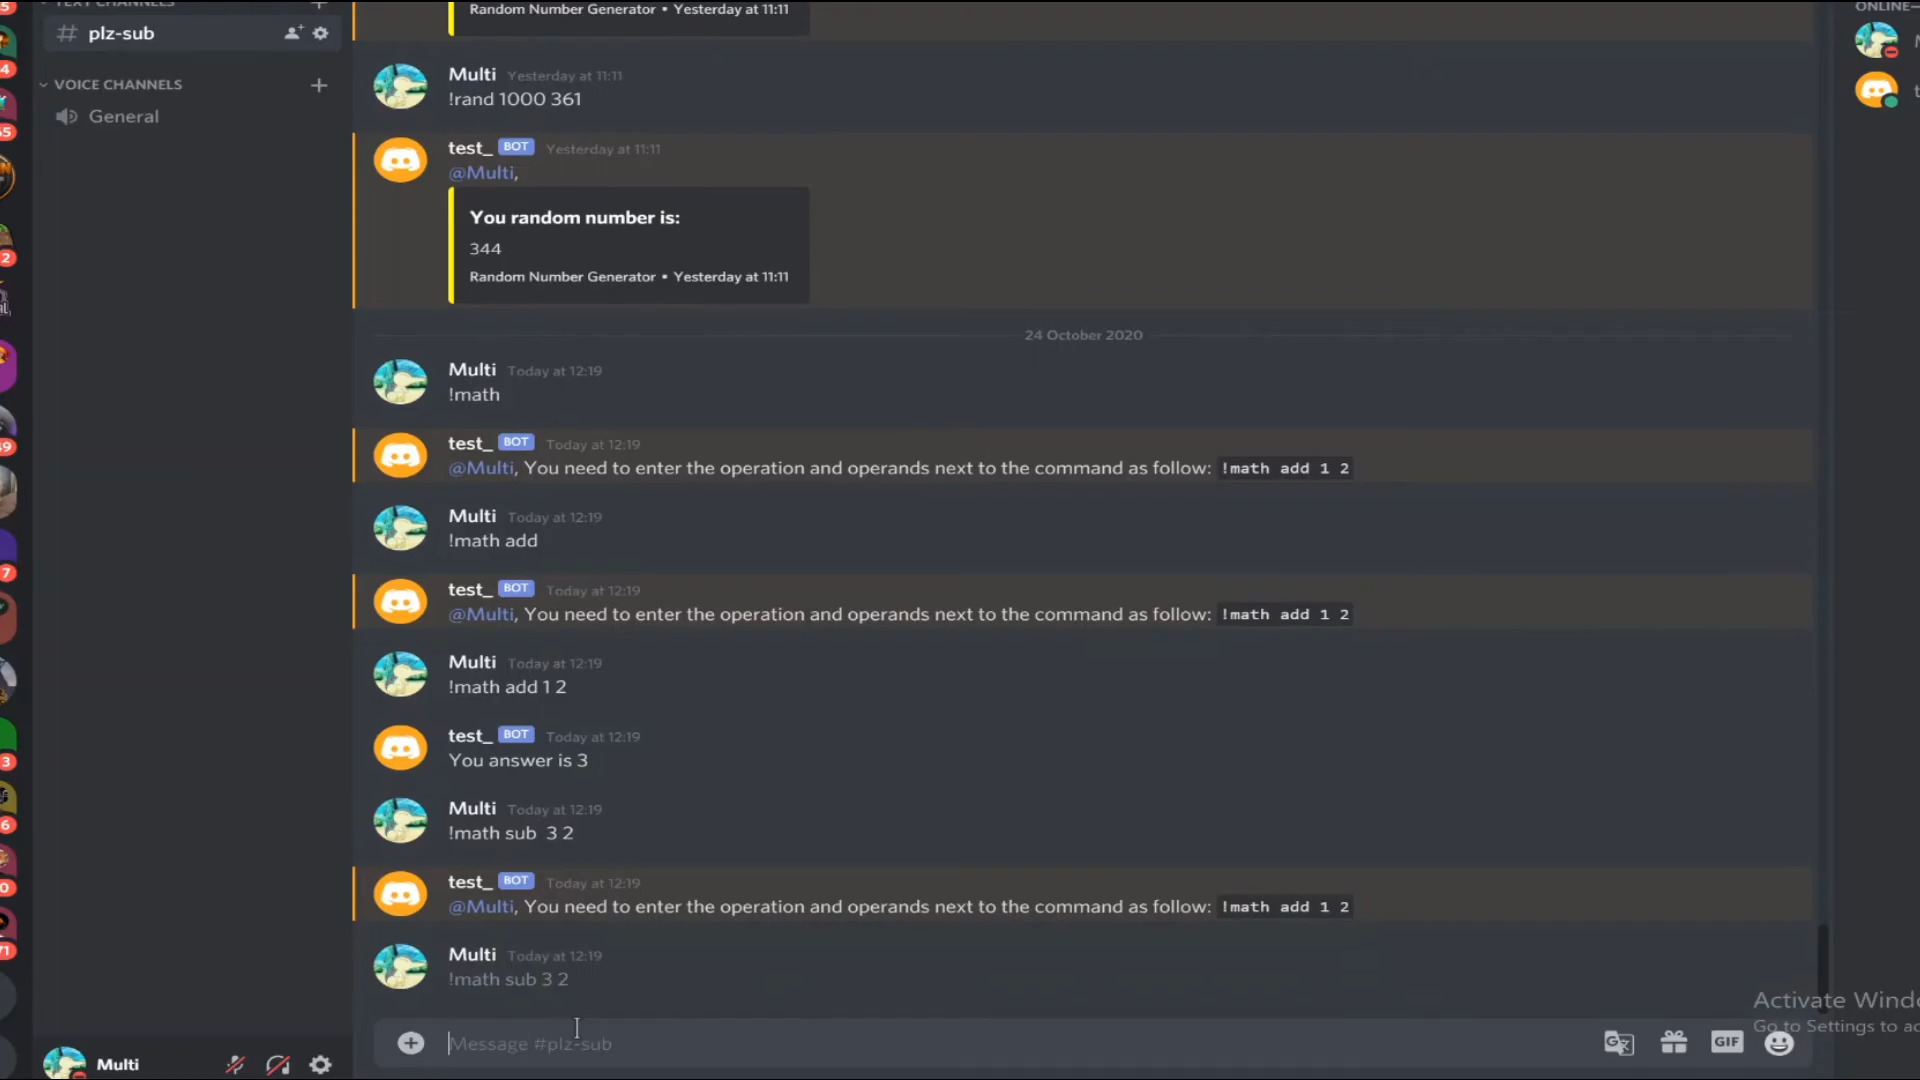 TEXT CHANNELS
plz-sub
VOICE CHANNELS
General
Random Number Generator • Yesterday at 11:11
Multi Yesterday at 11:11
!rand 1000 361
test_ BOT Yesterday at 11:11
@Multi,
You random number is:
344
Random Number Generator • Yesterday at 11:11
24 October 2020
Multi Today at 12:19
!math
test_ BOT Today at 12:19
@Multi, You need to enter the operation and operands next to the command as follow: !math add 1 2
Multi Today at 12:19
!math add
test_ BOT Today at 12:19
@Multi, You need to enter the operation and operands next to the command as follow: !math add 1 2
Multi Today at 12:19
!math add 1 2
test_ BOT Today at 12:19
You answer is 3
Multi Today at 12:19
!math sub  3 2
test_ BOT Today at 12:19
@Multi, You need to enter the operation and operands next to the command as follow: !math add 1 2
Multi Today at 12:19
!math sub 3 2
Message #plz-sub
GIF
Multi
ONLINE—
Activate Windo
Go to Settings to ac